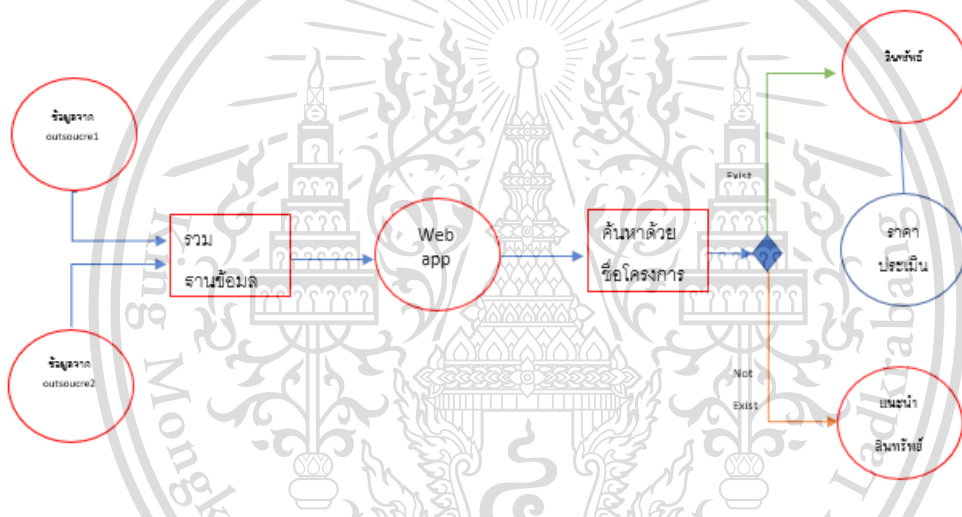 ข้อมูลจาก
outsoucre1
ข้อมูลจาก
outsoucre2
รวม
ฐานข้อมูล
Web
app
ค้นหาด้วย
ชื่อโครงการ
Exist
Not
Exist
สินทรัพย์
ราคา
ประเมิน
แนะนำ
สินทรัพย์
Mongkut
Ladkrabang